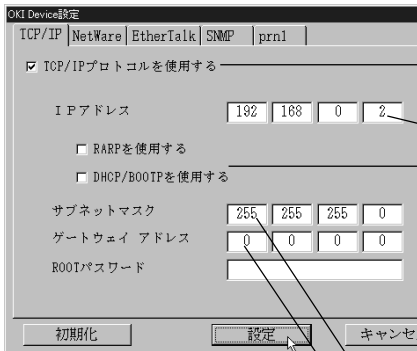 OKI Device設定
TCP/IP NetWare EtherTalk SNMP prn1
TCP/IPプロトコルを使用する
IPアドレス 192 168 0 2
RARPを使用する
DHCP/BOOTPを使用する
サブネットマスク 255 255 255 0
ゲートウェイ アドレス 0 0 0 0
ROOTパスワード
初期化 設定 キャンセ